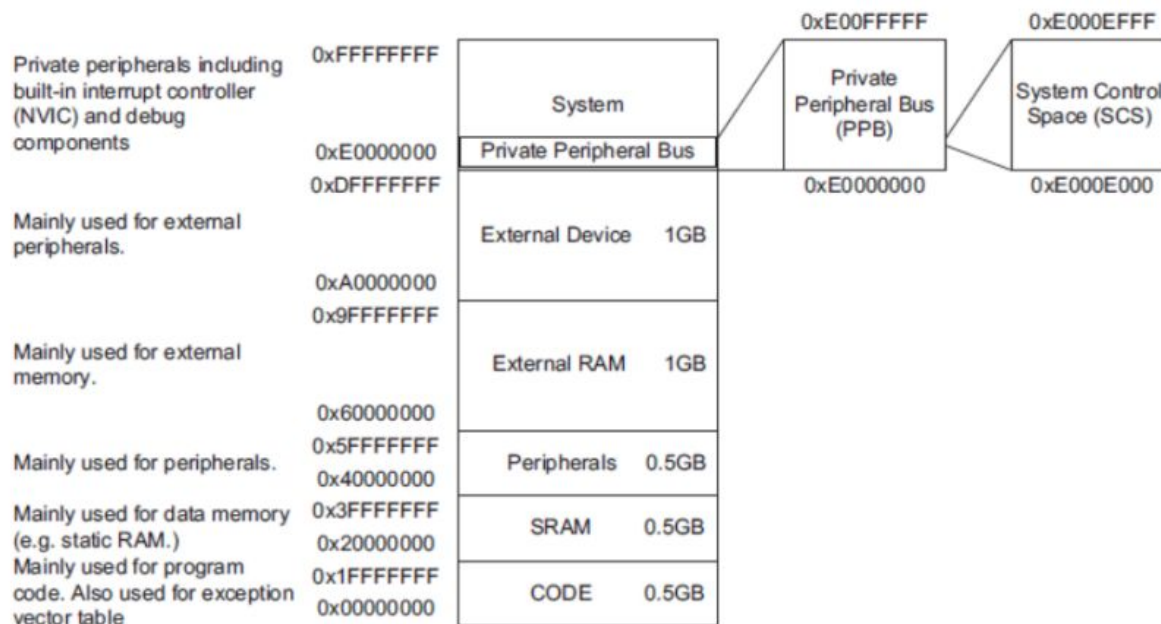 0xE00FFFFF
0xE000EFFF
Private peripherals including
built-in interrupt controller
(NVIC) and debug
components
0xFFFFFFFF
System
0xE0000000
Private Peripheral Bus
Private
Peripheral Bus
(PPB)
System Control
Space (SCS)
0xE0000000
0xE000E000
0xDFFFFFFF
Mainly used for external
peripherals.
External Device 1GB
0xA0000000
0x9FFFFFFF
Mainly used for external
memory.
External RAM 1GB
0x60000000
0x5FFFFFFF
Mainly used for peripherals.
Peripherals 0.5GB
0x40000000
Mainly used for data memory
(e.g. static RAM.)
0x3FFFFFFF
SRAM 0.5GB
0x20000000
Mainly used for program
code. Also used for exception
vector table
0x1FFFFFFF
CODE 0.5GB
0x00000000